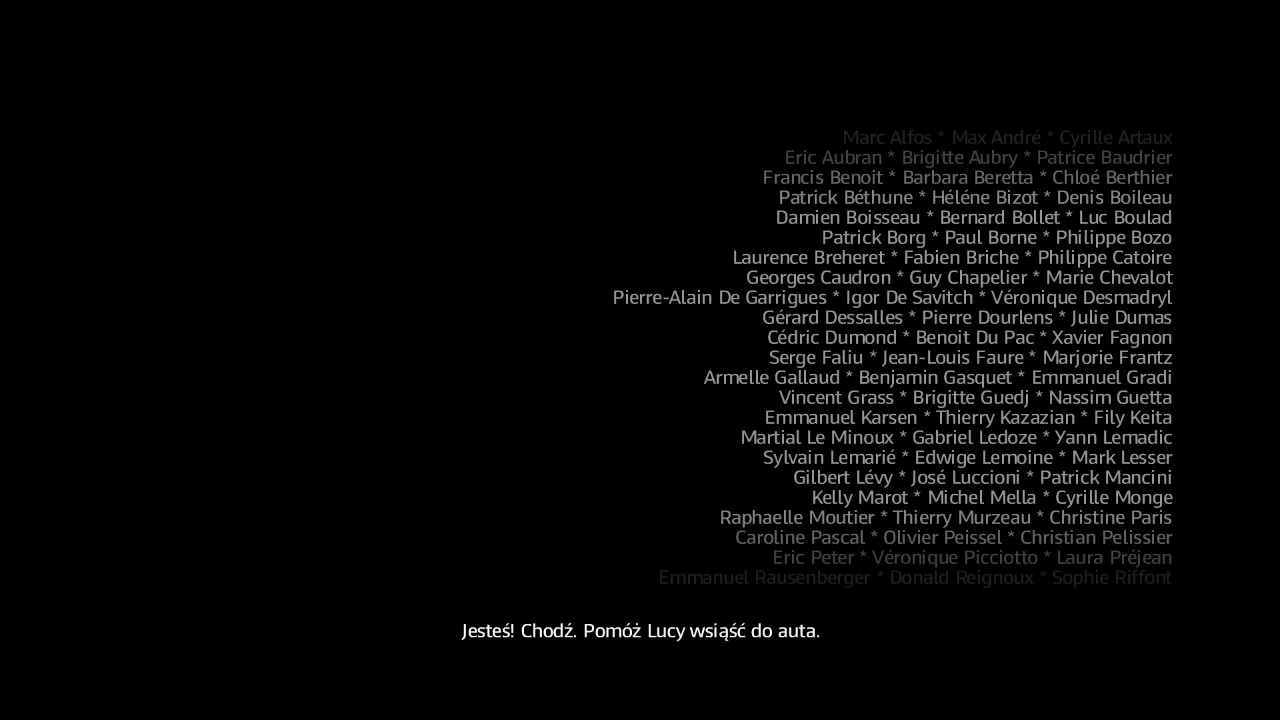 Marc Alfos * Max André * Cyrille Artaux
Eric Aubran * Brigitte Aubry * Patrice Baudrier
Francis Benoit * Barbara Beretta * Chloé Berthier
Patrick Béthune * Héléne Bizot * Denis Boileau
Damien Boisseau * Bernard Bollet * Luc Boulad
Patrick Borg * Paul Borne * Philippe Bozo
Laurence Breheret * Fabien Briche * Philippe Catoire
Georges Caudron * Guy Chapelier * Marie Chevalot
Pierre-Alain De Garrigues * Igor De Savitch * Véronique Desmadryl
Gérard Dessalles * Pierre Dourlens * Julie Dumas
Cédric Dumond * Benoit Du Pac * Xavier Fagnon
Serge Faliu * Jean-Louis Faure * Marjorie Frantz
Armelle Gallaud * Benjamin Gasquet * Emmanuel Gradi
Vincent Grass * Brigitte Guedj * Nassim Guetta
Emmanuel Karsen * Thierry Kazazian * Fily Keita
Martial Le Minoux * Gabriel Ledoze * Yann Lemadic
Sylvain Lemarié * Edwige Lemoine * Mark Lesser
Gilbert Lévy * José Luccioni * Patrick Mancini
Kelly Marot * Michel Mella * Cyrille Monge
Raphaelle Moutier * Thierry Murzeau * Christine Paris
Caroline Pascal * Olivier Peissel * Christian Pelissier
Eric Peter * Véronique Picciotto * Laura Préjean
Emmanuel Rausenberger * Donald Reignoux * Sophie Riffont
Jesteś! Chodź. Pomóż Lucy wsiąść do auta.